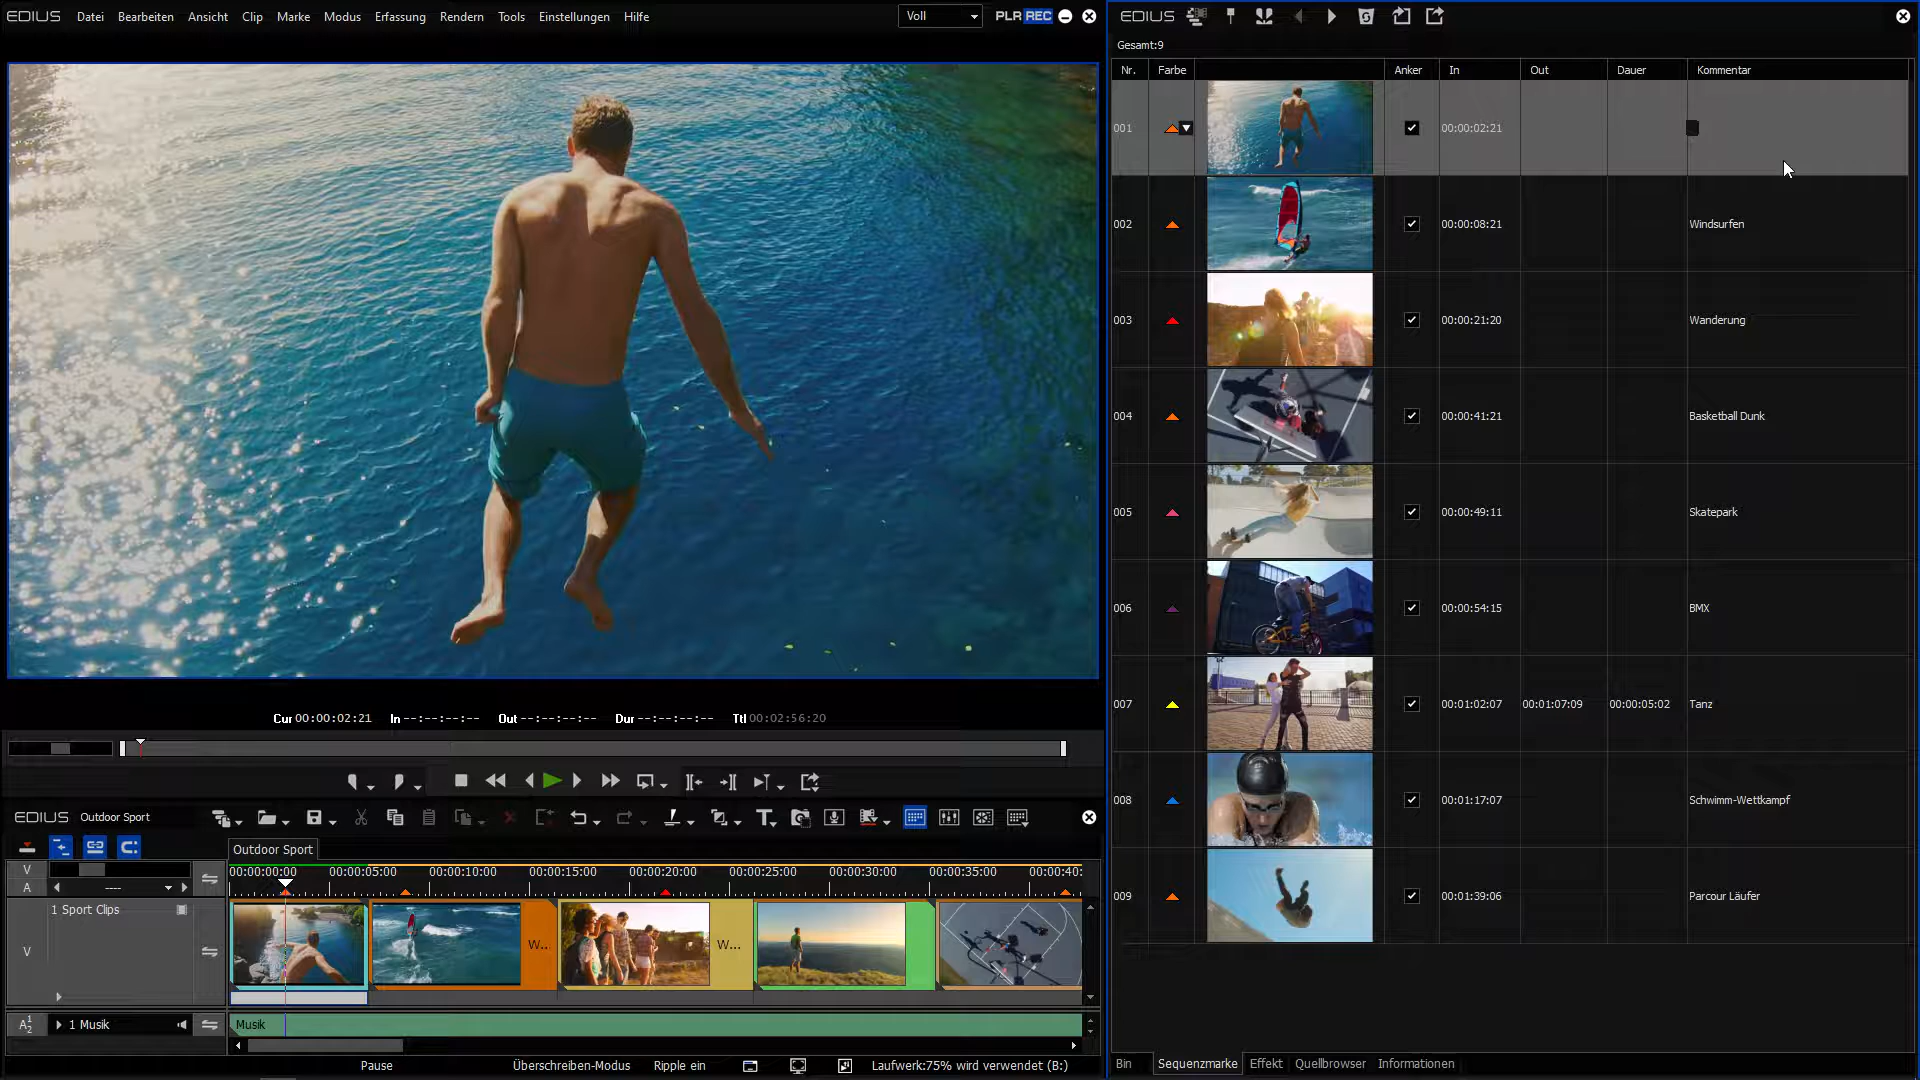 EDIUS Datei Bearbeiten Ansicht Clip Marke Modus Erfassung Rendern Tools Einstellungen Hilfe Voll PLR REC
EDIUS
Gesamt:9
Nr. Farbe Anker In Out Dauer Kommentar
001 00:00:02:21
002 00:00:08:21 Windsurfen
003 00:00:21:20 Wanderung
004 00:00:41:21 Basketball Dunk
005 00:00:49:11 Skatepark
006 00:00:54:15 BMX
007 00:01:02:07 00:01:07:09 00:00:05:02 Tanz
008 00:01:17:07 Schwimm-Wettkampf
009 00:01:39:06 Parcour Läufer
Cur 00:00:02:21 In --:--:--:-- Out --:--:--:-- Dur --:--:--:-- Ttl 00:02:56:20
EDIUS Outdoor Sport
Outdoor Sport
00:00:00:00 00:00:05:00 00:00:10:00 00:00:15:00 00:00:20:00 00:00:25:00 00:00:30:00 00:00:35:00 00:00:40:
V
A ----
1 Sport Clips
V W... W...
A 1 2 1 Musik Musik
Pause Überschreiben-Modus Ripple ein Laufwerk:75% wird verwendet (B:)
Bin Sequenzmarke Effekt Quellbrowser Informationen